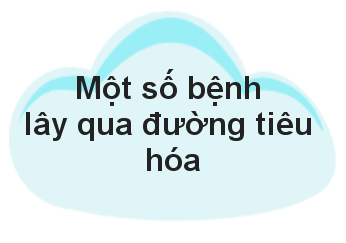 Một số bệnh
lây qua đường tiêu
hóa